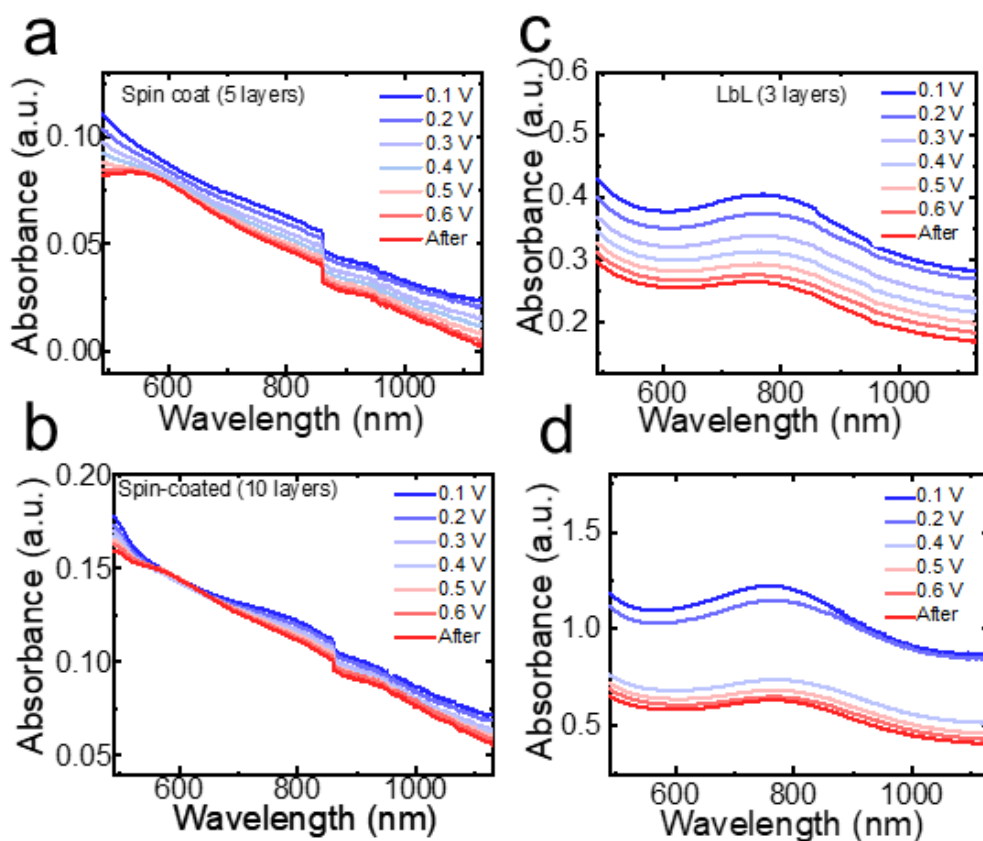 a
Absorbance (a.u.)
0.10
0.05
0.00
Spin coat (5 layers)
0.1 V
0.2 V
0.3 V
0.4 V
0.5 V
0.6 V
After
600
800
1000
Wavelength (nm)
c
Absorbance (a.u.)
0.6
0.5
0.4
0.3
0.2
LbL (3 layers)
0.1 V
0.2 V
0.3 V
0.4 V
0.5 V
0.6 V
After
600
800
1000
Wavelength (nm)
b
Absorbance (a.u.)
0.20
0.15
0.10
0.05
Spin-coated (10 layers)
0.1 V
0.2 V
0.3 V
0.4 V
0.5 V
0.6 V
After
600
800
1000
Wavelength (nm)
d
Absorbance (a.u.)
1.5
1.0
0.5
0.1 V
0.2 V
0.4 V
0.5 V
0.6 V
After
600
800
1000
Wavelength (nm)